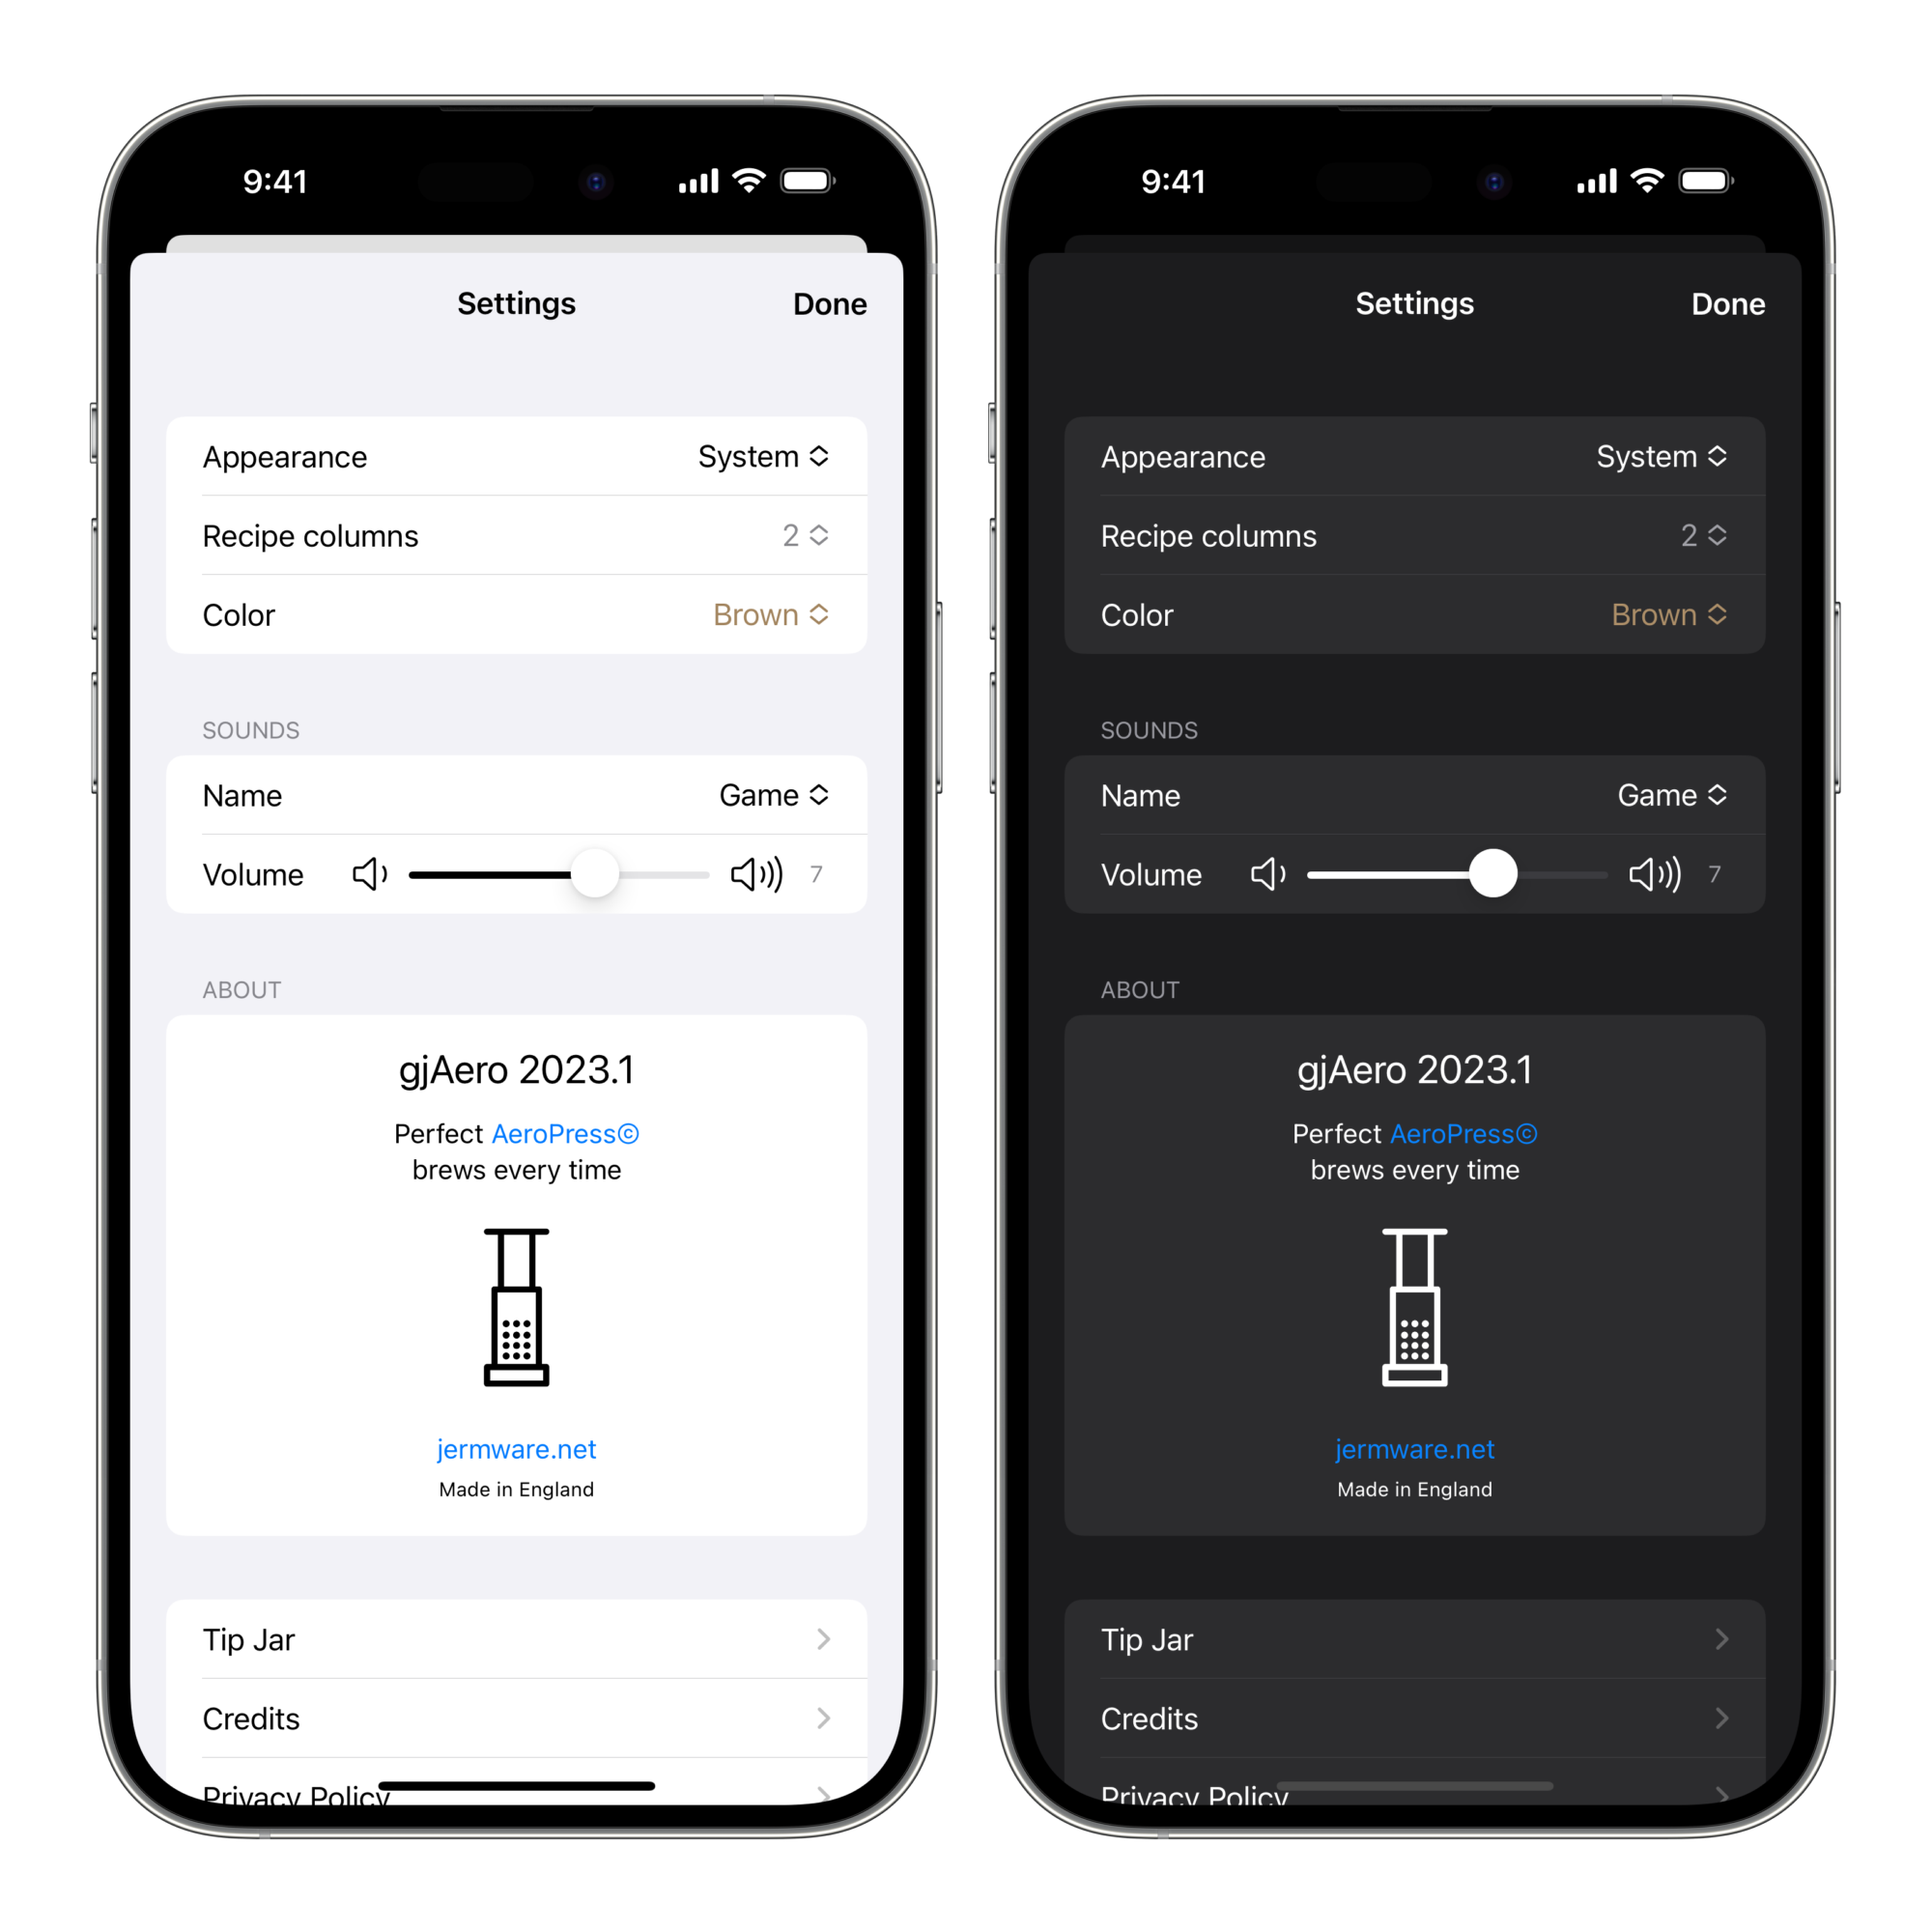 9:41
Settings
Done
Appearance
System
Recipe columns
2
Color
Brown
SOUNDS
Name
Game
Volume
7
ABOUT
gjAero 2023.1
Perfect AeroPress©
brews every time
jermware.net
Made in England
Tip Jar
Credits
Privacy Policy
9:41
Settings
Done
Appearance
System
Recipe columns
2
Color
Brown
SOUNDS
Name
Game
Volume
7
ABOUT
gjAero 2023.1
Perfect AeroPress©
brews every time
jermware.net
Made in England
Tip Jar
Credits
Privacy Policy